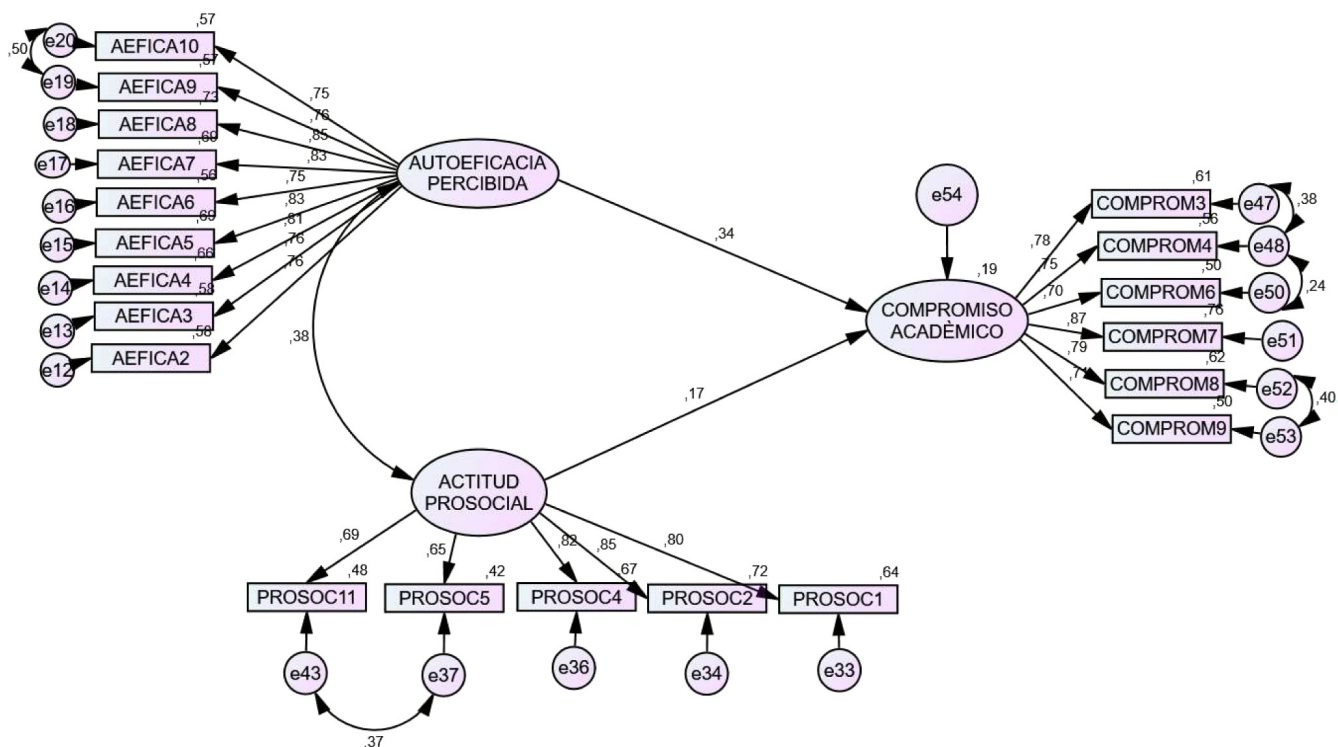 ,57
e20
AEFICA10
,50
,57
e19
AEFICA9
,73
e18
AEFICA8
,69
e17
AEFICA7
,56
e16
AEFICA6
,69
e15
AEFICA5
,66
e14
AEFICA4
,58
e13
AEFICA3
,58
e12
AEFICA2
,75
,76
,85
,83
,75
,83
,81
,76
,76
AUTOEFICACIA
PERCIBIDA
,38
,34
,17
e54
,19
COMPROMISO
ACADÈMICO
,78
,75
,70
,87
,79
,61
COMPROM3
e47
,38
,56
COMPROM4
e48
,50
COMPROM6
e50
,24
,76
COMPROM7
e51
,62
COMPROM8
e52
,50
COMPROM9
e53
,40
ACTITUD
PROSOCIAL
,69
,65
,82
,85
,80
,48
,42
,67
,72
,64
PROSOC11
PROSOC5
PROSOC4
PROSOC2
PROSOC1
e43
e37
e36
e34
e33
,37